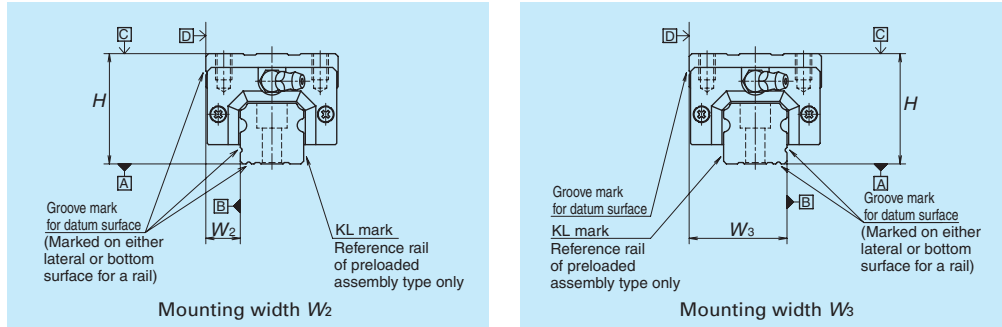 C
D
H
A
B
Groove mark
for datum surface
(Marked on either
lateral or bottom
surface for a rail)
W2
KL mark
Reference rail
of preloaded
assembly type only
Mounting width W2
D
C
H
A
B
Groove mark
for datum surface
KL mark
Reference rail
of preloaded
assembly type only
W3
Groove mark
for datum surface
(Marked on either
lateral or bottom
surface for a rail)
Mounting width W3